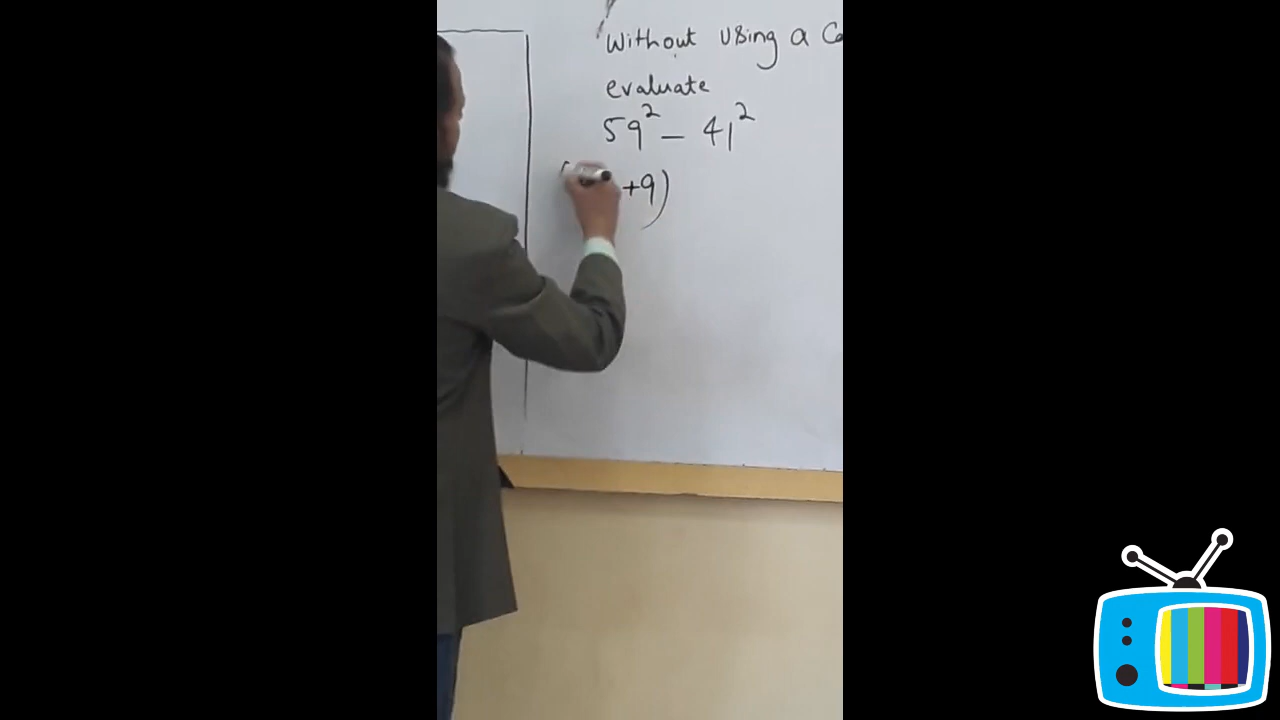 Without using a
evaluate
59² – 41²
+9)